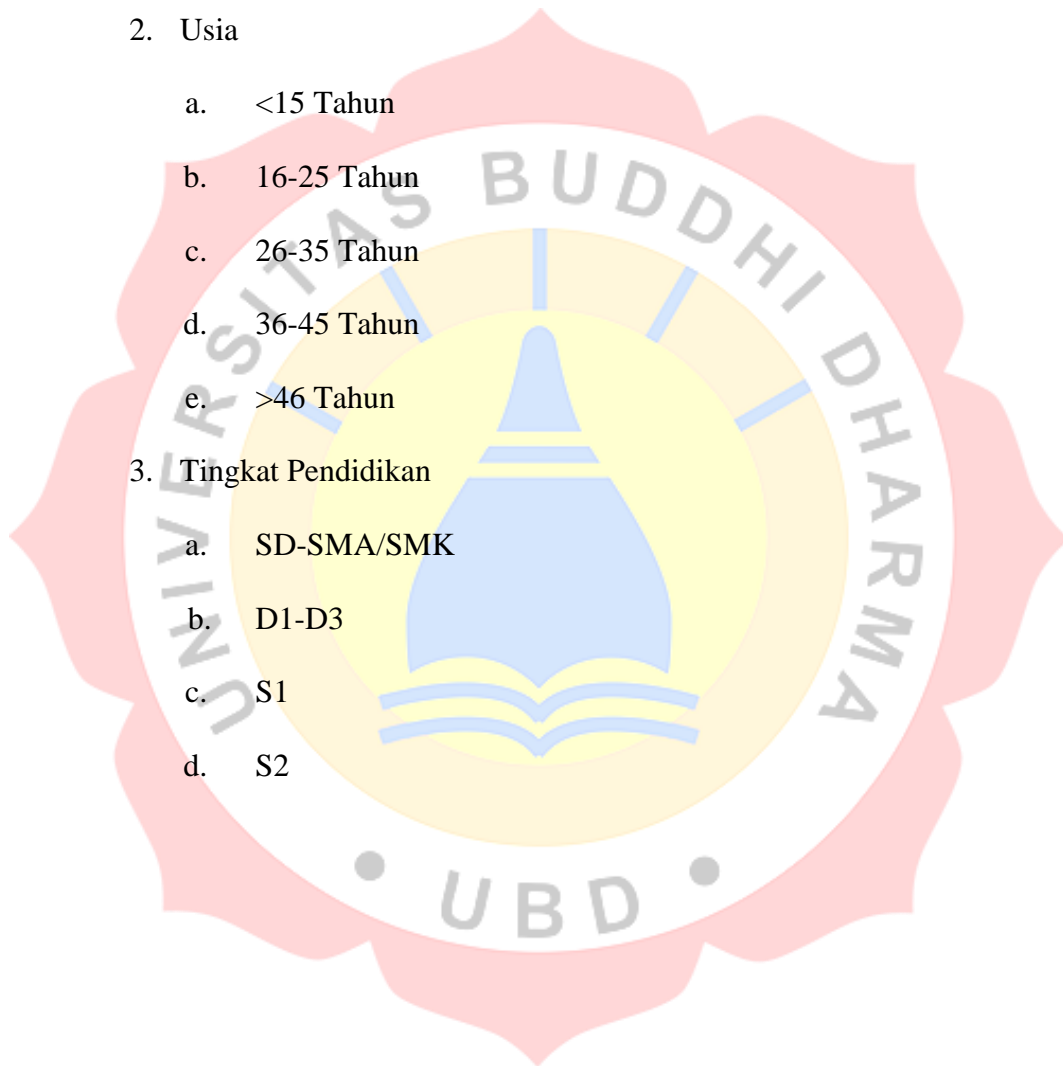 2. Usia
a. <15 Tahun
b. 16-25 Tahun
c. 26-35 Tahun
d. 36-45 Tahun
e. >46 Tahun
3. Tingkat Pendidikan
a. SD-SMA/SMK
b. D1-D3
c. S1
d. S2
UNIVERSITAS BUDDHI DHARMA
• UBD •